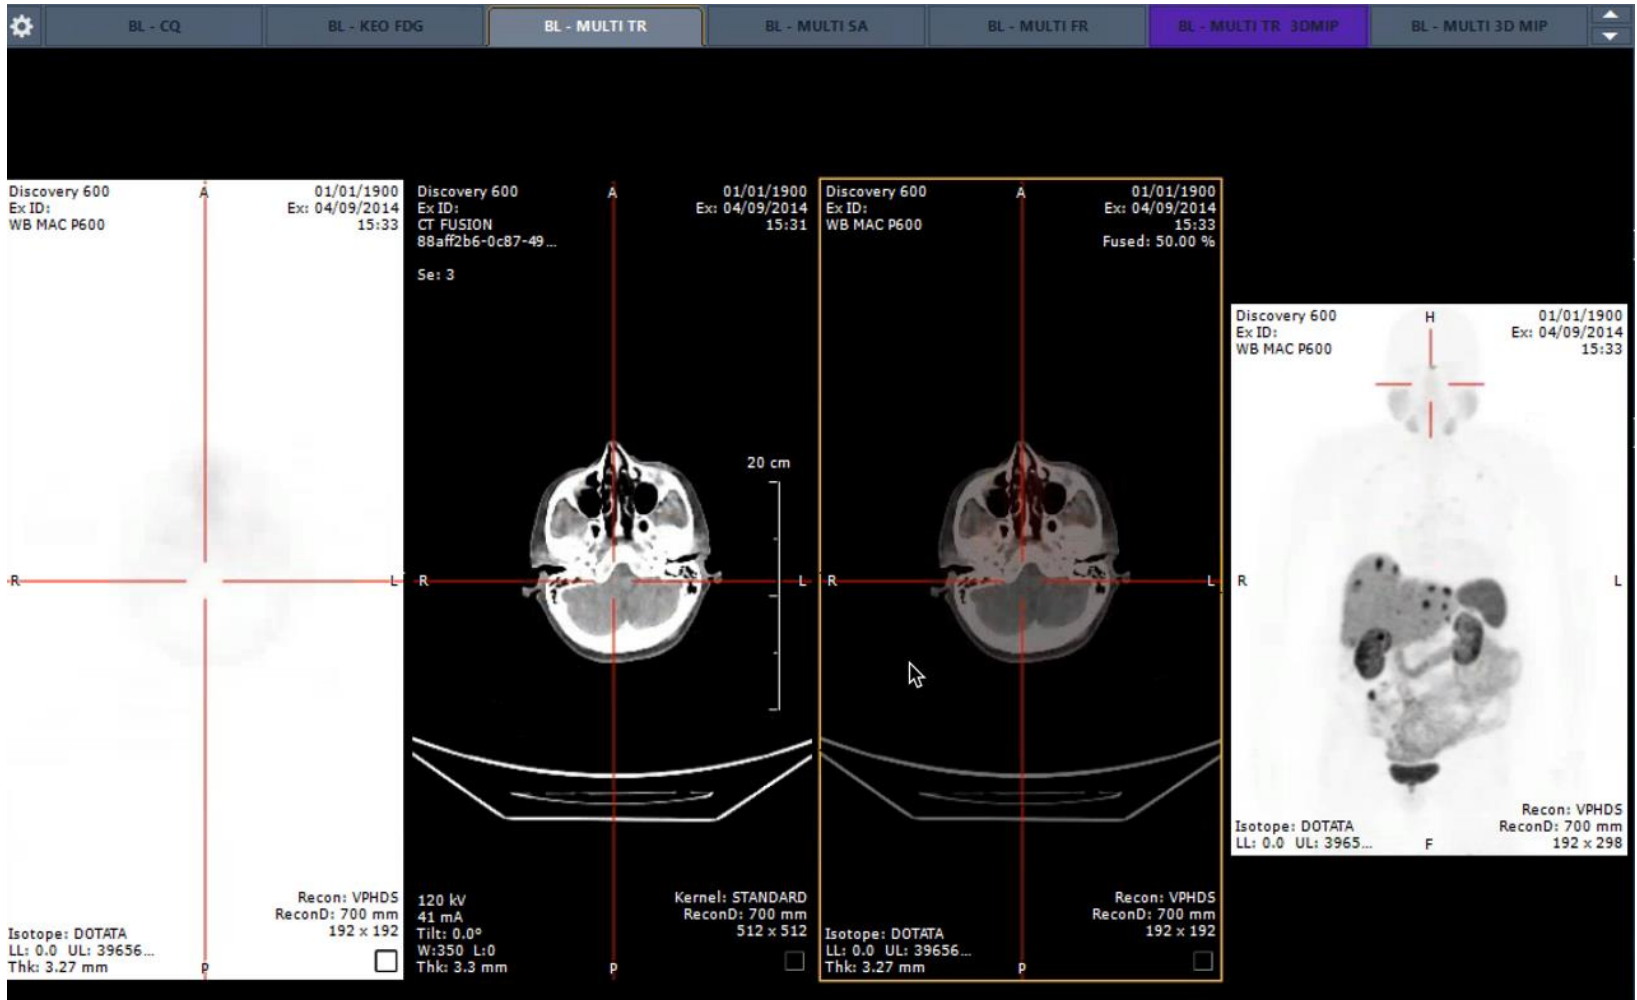 BL - CQ
BL - KEO FDG
BL - MULTI TR
BL - MULTI SA
BL - MULTI FR
BL - MULTI TR 3DMIP
BL - MULTI 3D MIP
Discovery 600
Ex ID:
WB MAC P600
A
01/01/1900
Ex: 04/09/2014
15:33
R
L
Recon: VPHDS
ReconD: 700 mm
192 x 192
Isotope: DOTATA
LL: 0.0 UL: 39656...
Thk: 3.27 mm
P
Discovery 600
Ex ID:
CT FUSION
88aff2b6-0c87-49...
Se: 3
A
01/01/1900
Ex: 04/09/2014
15:31
20 cm
R
L
120 kV
41 mA
Tilt: 0.0°
W:350 L:0
Thk: 3.3 mm
Kernel: STANDARD
ReconD: 700 mm
512 x 512
P
Discovery 600
Ex ID:
WB MAC P600
A
01/01/1900
Ex: 04/09/2014
15:33
Fused: 50.00 %
R
L
Recon: VPHDS
ReconD: 700 mm
192 x 192
Isotope: DOTATA
LL: 0.0 UL: 39656...
Thk: 3.27 mm
P
Discovery 600
Ex ID:
WB MAC P600
H
01/01/1900
Ex: 04/09/2014
15:33
R
L
Recon: VPHDS
ReconD: 700 mm
192 x 298
Isotope: DOTATA
LL: 0.0 UL: 3965...
F